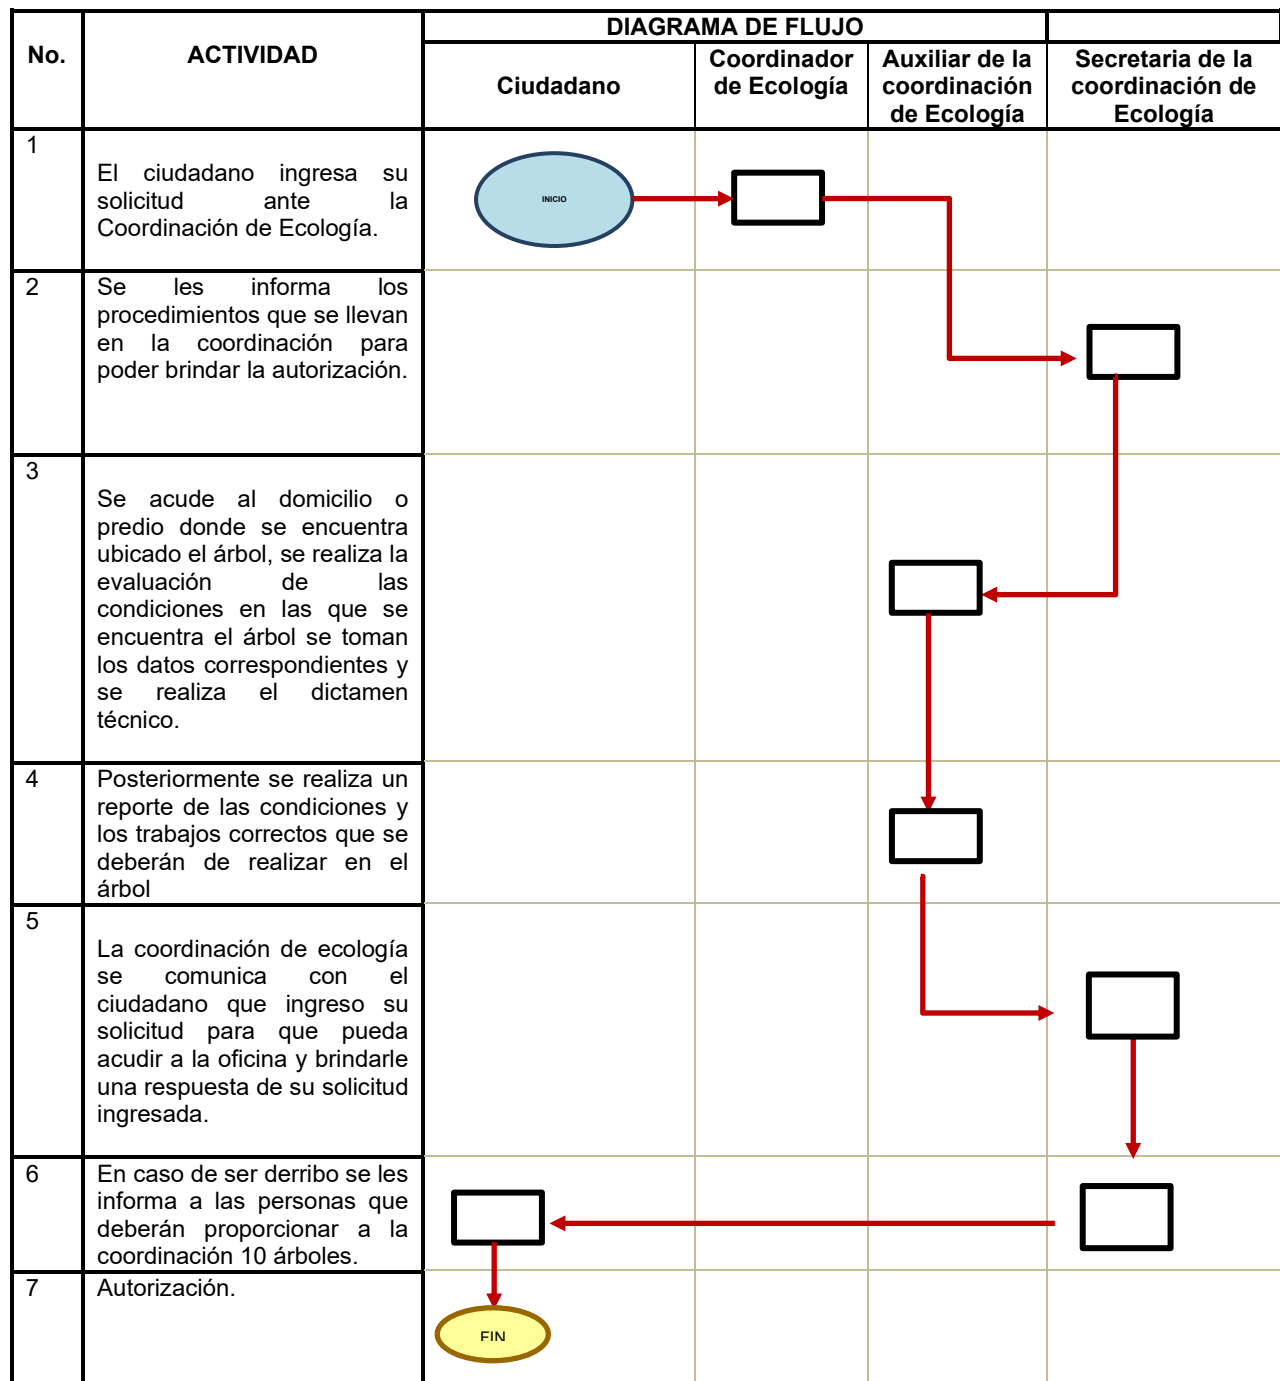 DIAGRAMA DE FLUJO
No.
ACTIVIDAD
Ciudadano
Coordinador
de Ecología
Auxiliar de la
coordinación
de Ecología
Secretaria de la
coordinación de
Ecología
1
El ciudadano ingresa su
solicitud ante la
Coordinación de Ecología.
INICIO
2
Se les informa los
procedimientos que se llevan
en la coordinación para
poder brindar la autorización.
3
Se acude al domicilio o
predio donde se encuentra
ubicado el árbol, se realiza la
evaluación de las
condiciones en las que se
encuentra el árbol se toman
los datos correspondientes y
se realiza el dictamen
técnico.
4
Posteriormente se realiza un
reporte de las condiciones y
los trabajos correctos que se
deberán de realizar en el
árbol
5
La coordinación de ecología
se comunica con el
ciudadano que ingreso su
solicitud para que pueda
acudir a la oficina y brindarle
una respuesta de su solicitud
ingresada.
6
En caso de ser derribo se les
informa a las personas que
deberán proporcionar a la
coordinación 10 árboles.
7
Autorización.
FIN